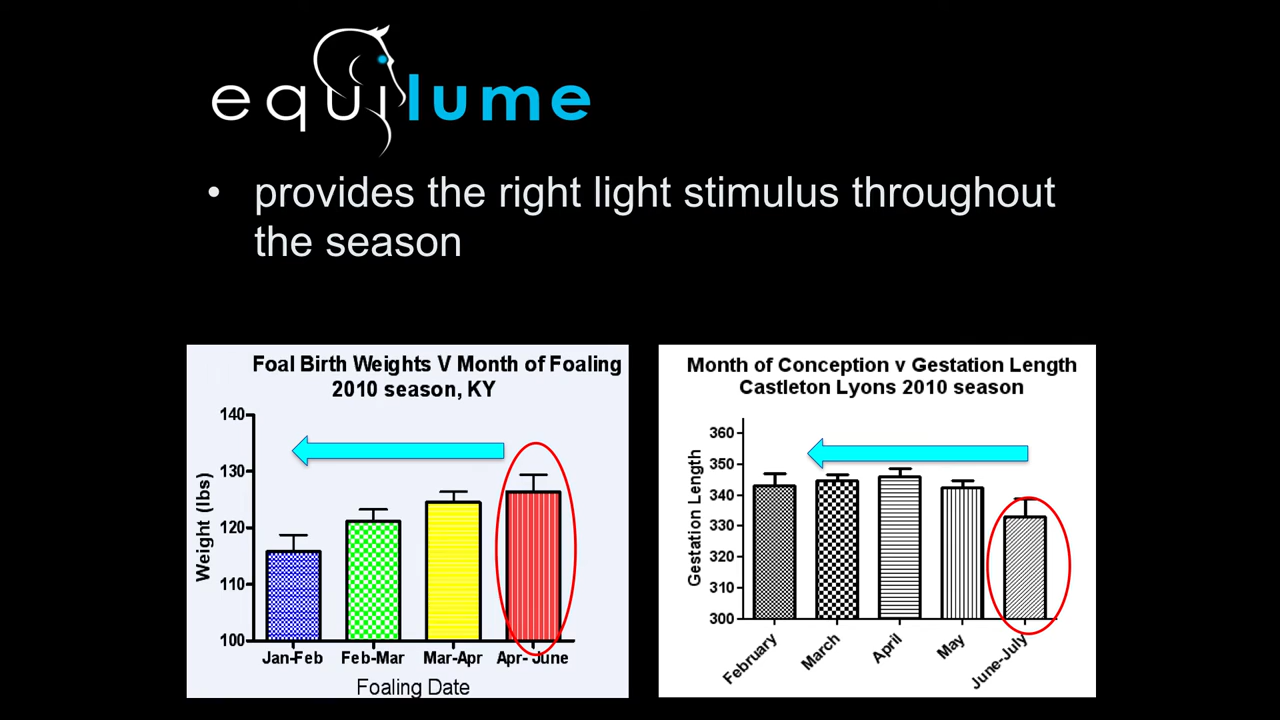 equilume
• provides the right light stimulus throughout
the season
Foal Birth Weights V Month of Foaling
2010 season, KY
140
130
120
110
100
Weight (lbs)
Jan-Feb Feb-Mar Mar-Apr Apr- June
Foaling Date
Month of Conception v Gestation Length
Castleton Lyons 2010 season
360
350
340
330
320
310
300
Gestation Length
February March April May June-July